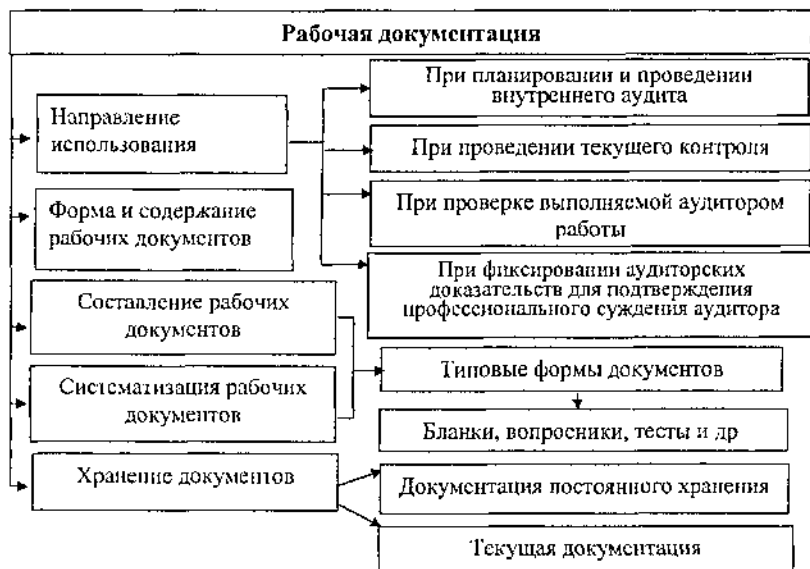 Рабочая документация
Направление
использования
При планировании и проведении
внутреннего аудита
При проведении текущего контроля
При проверке выполняемой аудитором
работы
При фиксировании аудиторских
доказательств для подтверждения
профессионального суждения аудитора
Форма и содержание
рабочих документов
Составление рабочих
документов
Систематизация рабочих
документов
Типовые формы документов
Бланки, вопросники, тесты и др
Хранение документов
Документация постоянного хранения
Текущая документация